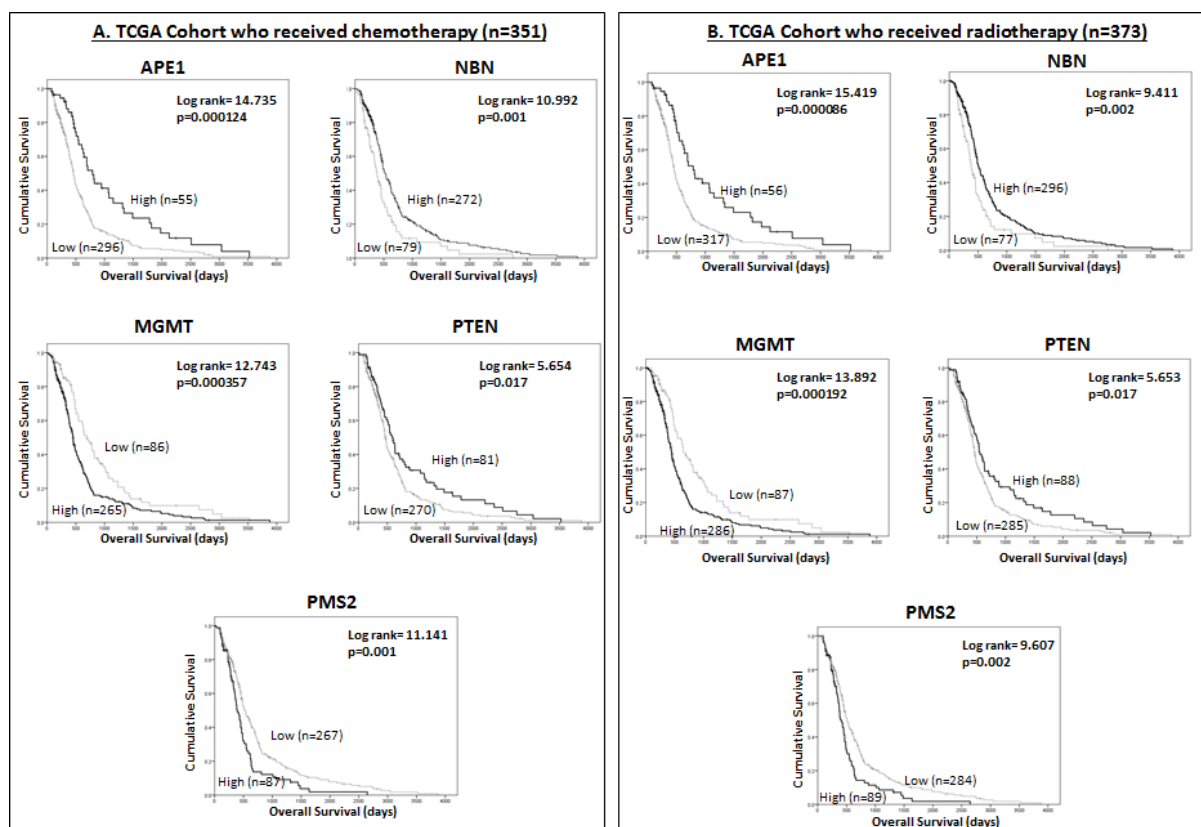 A. TCGA Cohort who received chemotherapy (n=351)
APE1
Log rank= 14.735
p=0.000124
High (n=55)
Low (n=296)
Cumulative Survival
Overall Survival (days)
NBN
Log rank= 10.992
p=0.001
High (n=272)
Low (n=79)
Cumulative Survival
Overall Survival (days)
MGMT
Log rank= 12.743
p=0.000357
Low (n=86)
High (n=265)
Cumulative Survival
Overall Survival (days)
PTEN
Log rank= 5.654
p=0.017
High (n=81)
Low (n=270)
Cumulative Survival
Overall Survival (days)
PMS2
Log rank= 11.141
p=0.001
Low (n=267)
High (n=87)
Cumulative Survival
Overall Survival (days)
B. TCGA Cohort who received radiotherapy (n=373)
APE1
Log rank= 15.419
p=0.000086
High (n=56)
Low (n=317)
Cumulative Survival
Overall Survival (days)
NBN
Log rank= 9.411
p=0.002
High (n=296)
Low (n=77)
Cumulative Survival
Overall Survival (days)
MGMT
Log rank= 13.892
p=0.000192
Low (n=87)
High (n=286)
Cumulative Survival
Overall Survival (days)
PTEN
Log rank= 5.653
p=0.017
High (n=88)
Low (n=285)
Cumulative Survival
Overall Survival (days)
PMS2
Log rank= 9.607
p=0.002
Low (n=284)
High (n=89)
Cumulative Survival
Overall Survival (days)